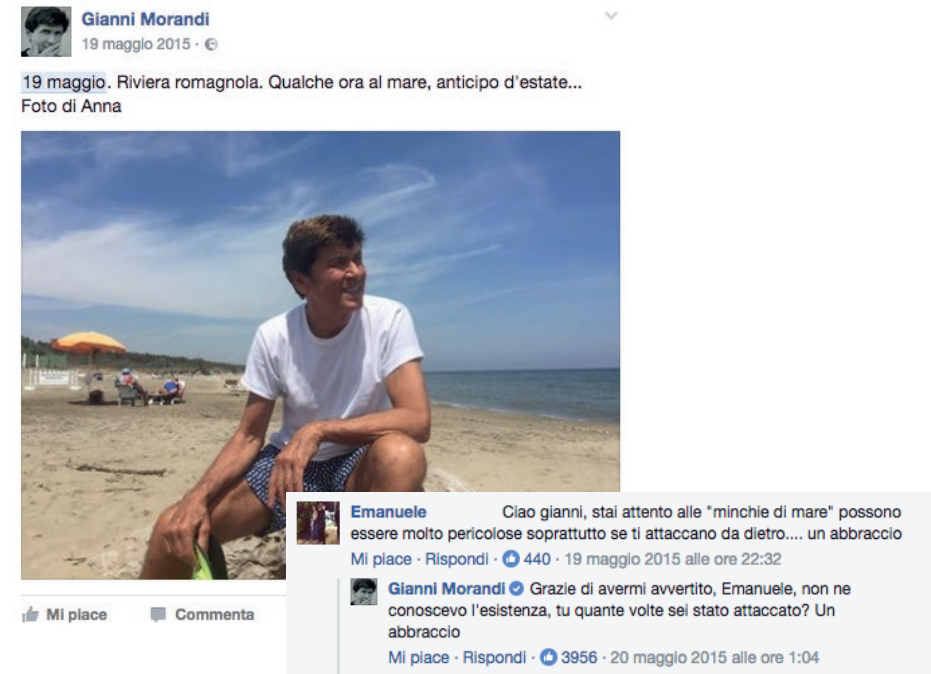 Gianni Morandi
19 maggio 2015 ·
19 maggio. Riviera romagnola. Qualche ora al mare, anticipo d'estate...
Foto di Anna
Mi piace Commenta
Emanuele Ciao gianni, stai attento alle "minchie di mare" possono
essere molto pericolose soprattutto se ti attaccano da dietro.... un abbraccio
Mi piace · Rispondi · 440 · 19 maggio 2015 alle ore 22:32
Gianni Morandi Grazie di avermi avvertito, Emanuele, non ne
conoscevo l'esistenza, tu quante volte sei stato attaccato? Un
abbraccio
Mi piace · Rispondi · 3956 · 20 maggio 2015 alle ore 1:04